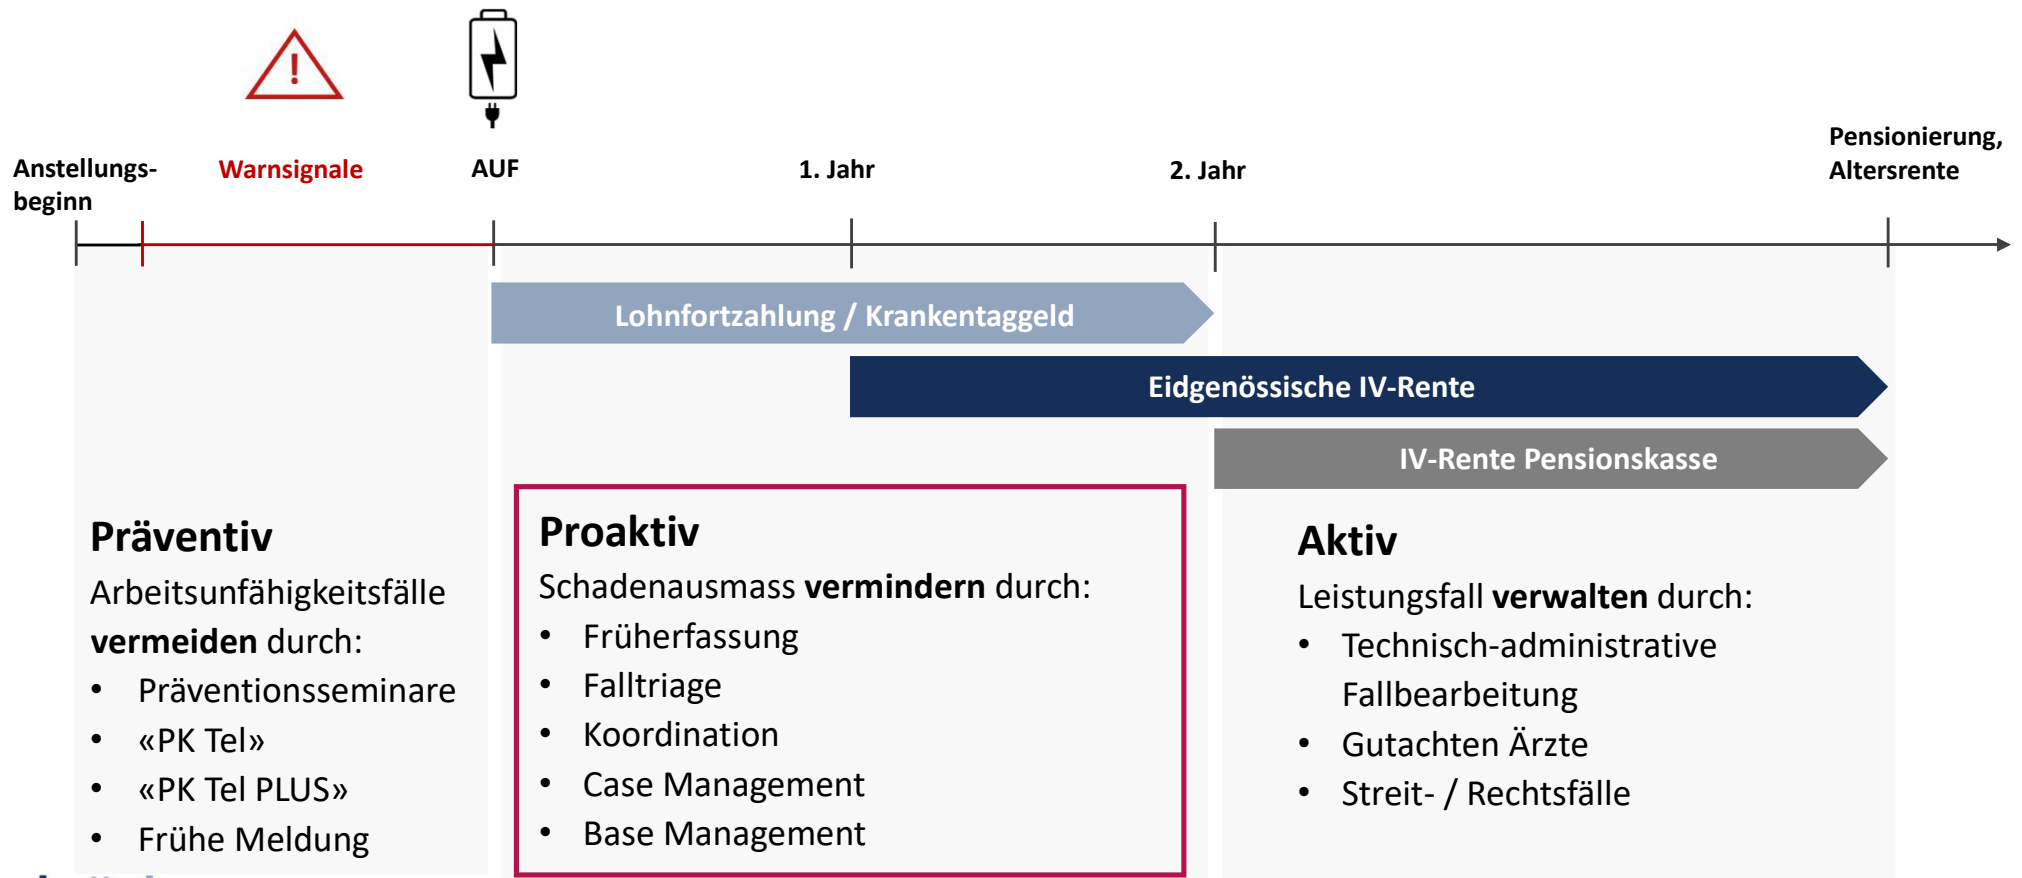 !
Pensionierung,
Altersrente
Anstellungs-
beginn
Warnsignale
AUF
1. Jahr
2. Jahr
Lohnfortzahlung / Krankentaggeld
Eidgenössische IV-Rente
IV-Rente Pensionskasse
Präventiv
Arbeitsunfähigkeitsfälle
vermeiden durch:
• Präventionsseminare
• «PK Tel»
• «PK Tel PLUS»
• Frühe Meldung
Proaktiv
Schadenausmass vermindern durch:
• Früherfassung
• Falltriage
• Koordination
• Case Management
• Base Management
Aktiv
Leistungsfall verwalten durch:
• Technisch-administrative
Fallbearbeitung
• Gutachten Ärzte
• Streit- / Rechtsfälle